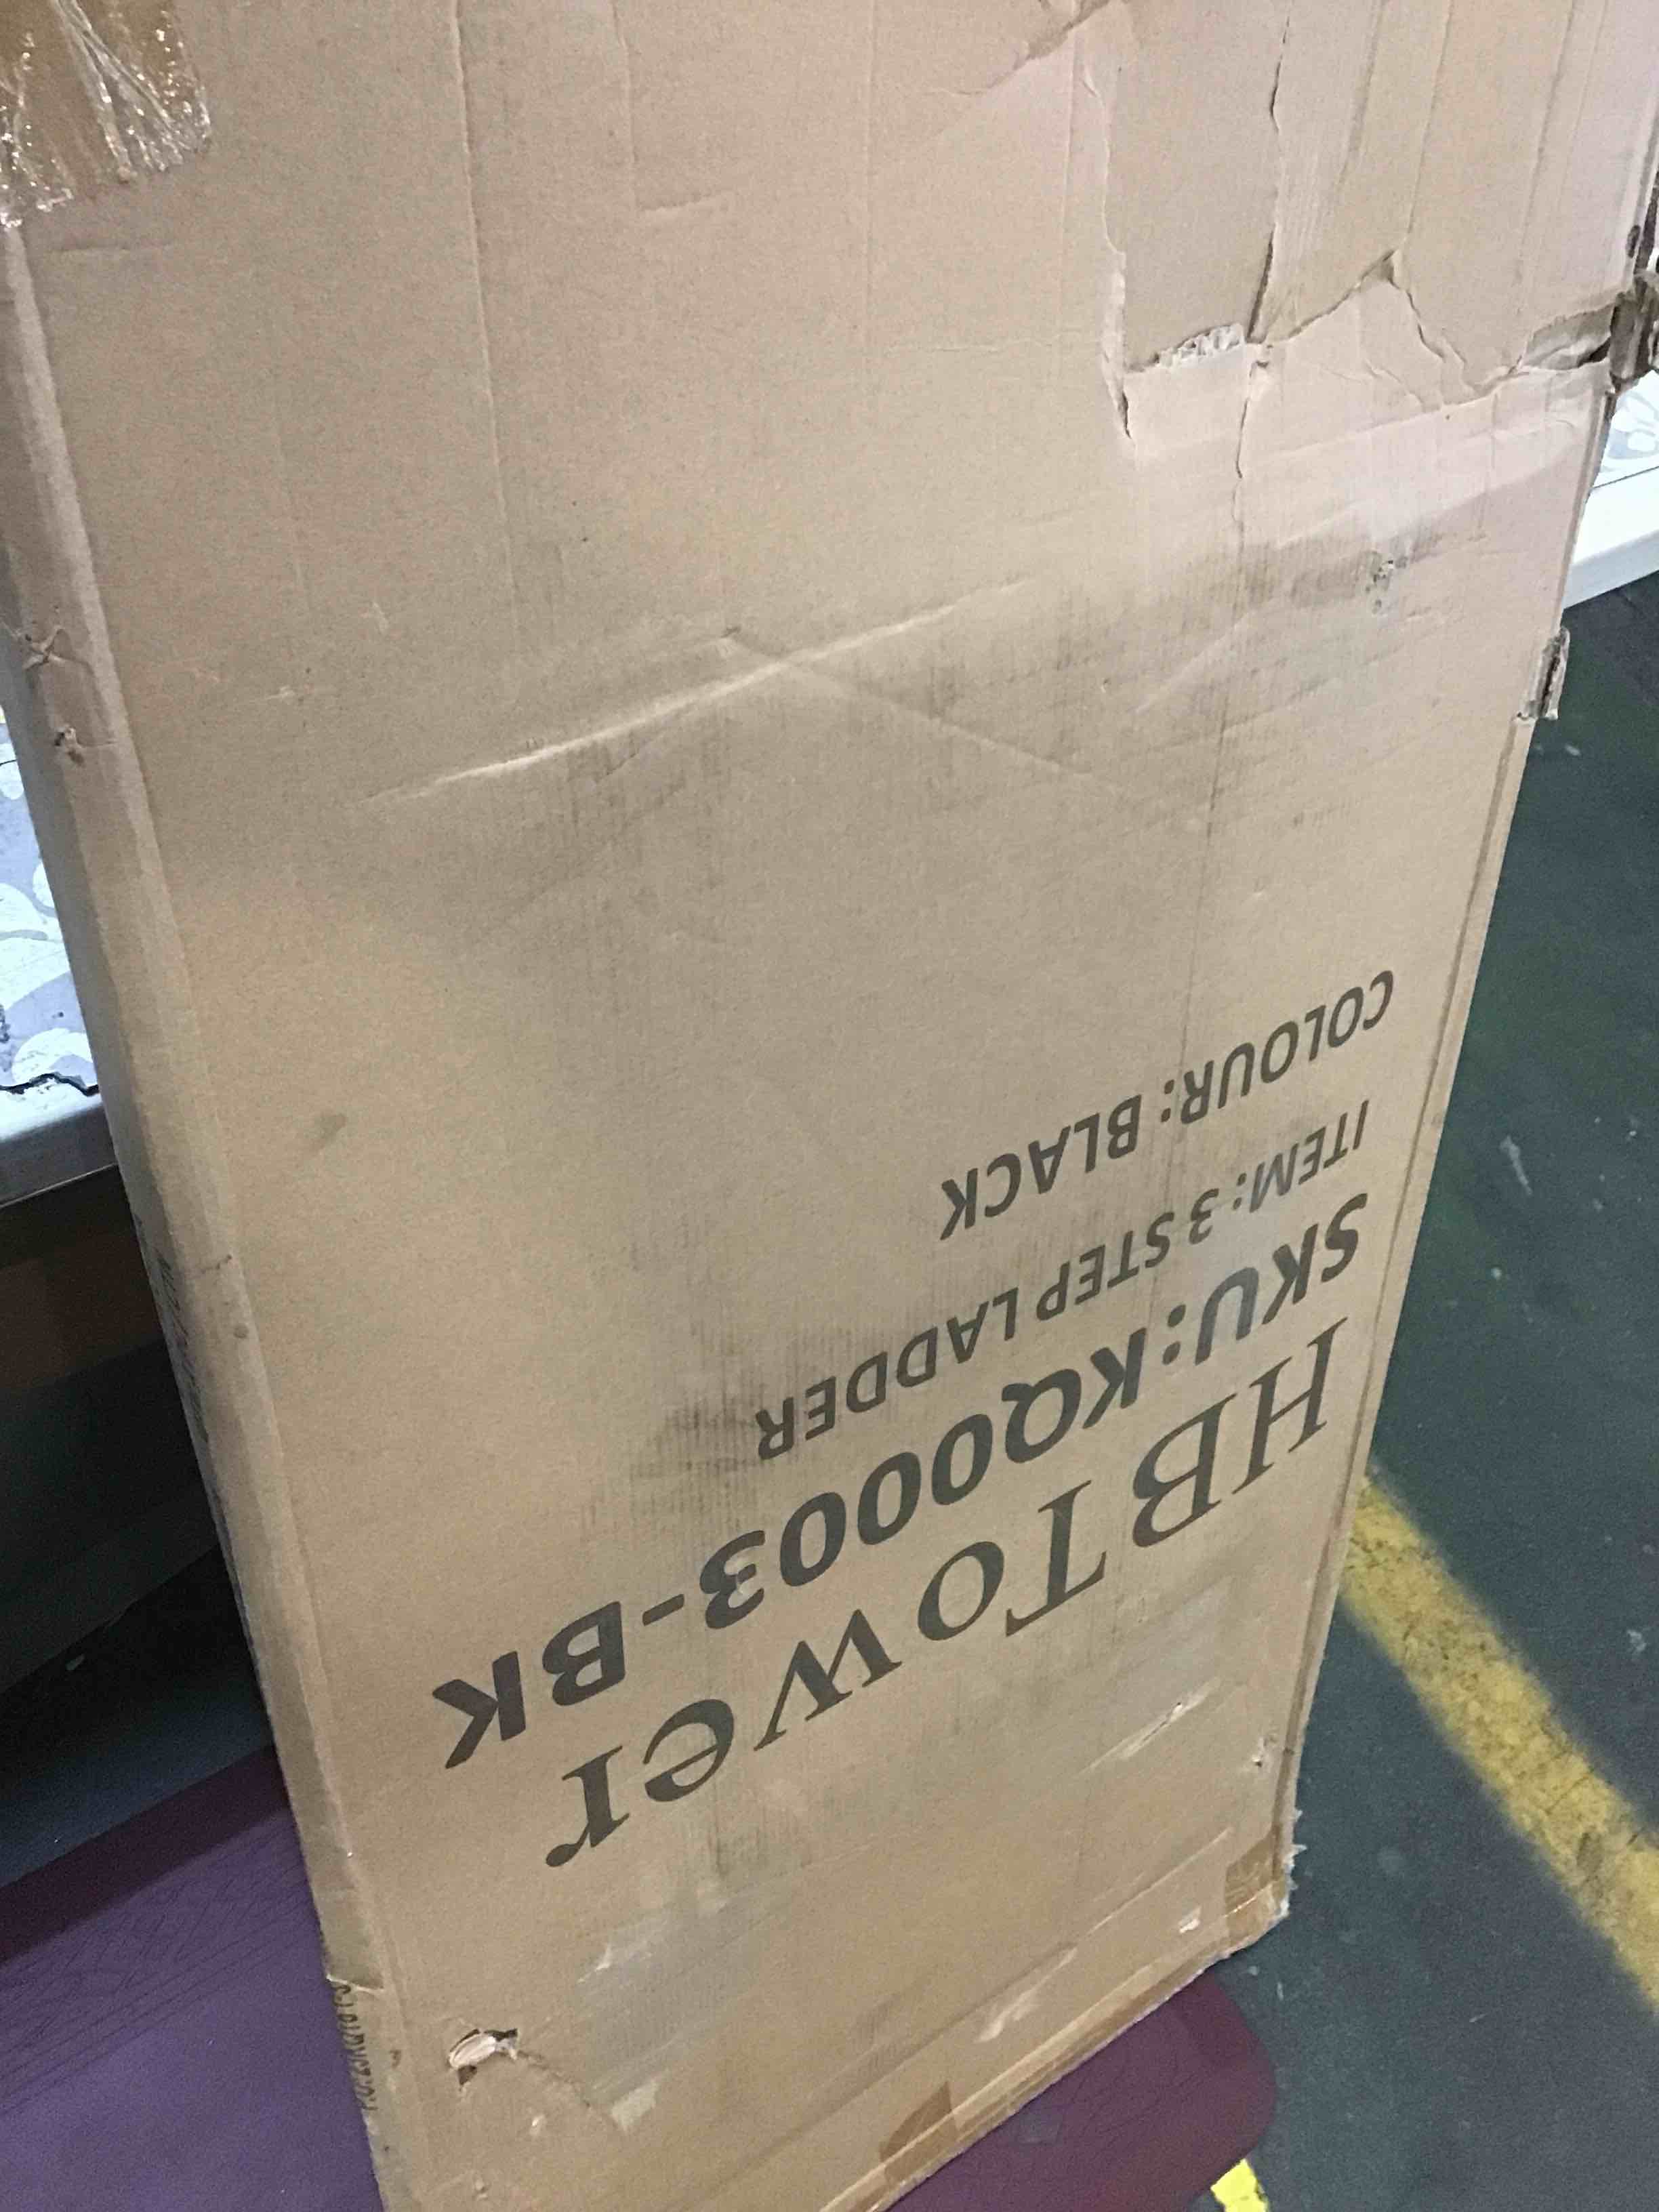 HBTower
SKU:KQ0003-BK
ITEM:3 STEP LADDER
COLOUR: BLACK